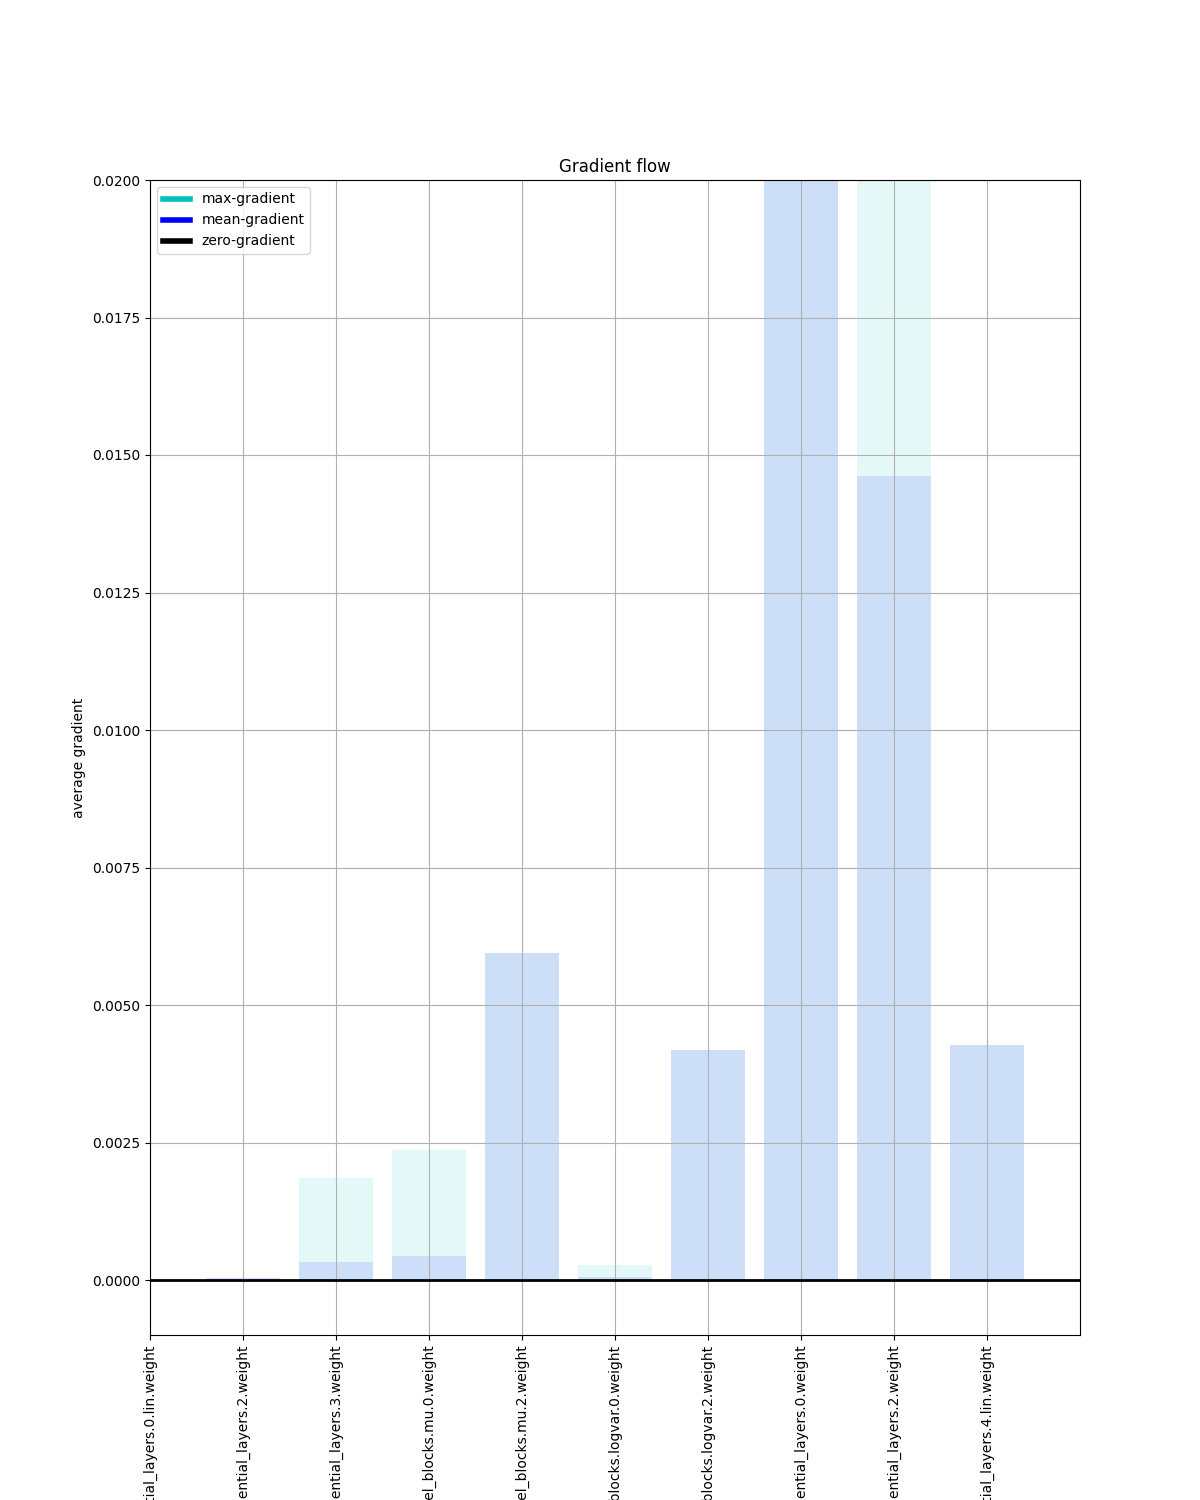 Gradient flow
max-gradient
mean-gradient
zero-gradient
0.0200
0.0175
0.0150
0.0125
0.0100
0.0075
0.0050
0.0025
0.0000
average gradient
tial_layers.0.lin.weight
ential_layers.2.weight
ential_layers.3.weight
el_blocks.mu.0.weight
el_blocks.mu.2.weight
blocks.logvar.0.weight
blocks.logvar.2.weight
ential_layers.0.weight
ential_layers.2.weight
tial_layers.4.lin.weight